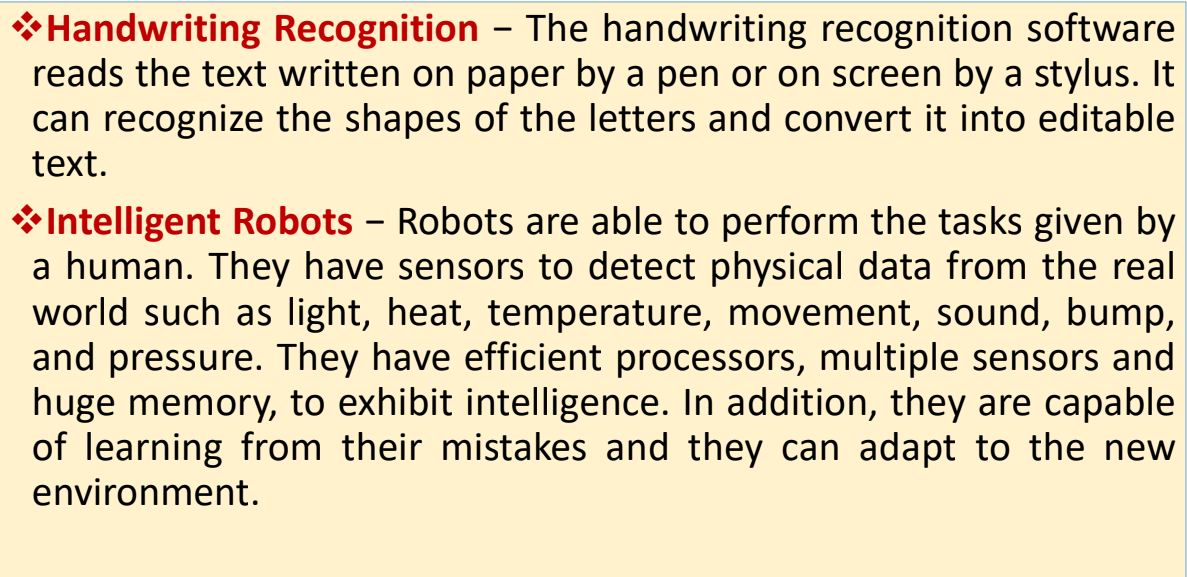 ❖Handwriting Recognition − The handwriting recognition software
reads the text written on paper by a pen or on screen by a stylus. It
can recognize the shapes of the letters and convert it into editable
text.
❖Intelligent Robots − Robots are able to perform the tasks given by
a human. They have sensors to detect physical data from the real
world such as light, heat, temperature, movement, sound, bump,
and pressure. They have efficient processors, multiple sensors and
huge memory, to exhibit intelligence. In addition, they are capable
of learning from their mistakes and they can adapt to the new
environment.